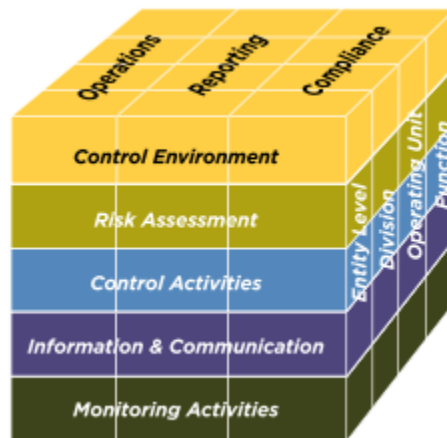 Operations
Reporting
Compliance
Control Environment
Risk Assessment
Control Activities
Information & Communication
Monitoring Activities
Entity Level
Division
Operating Unit
Function